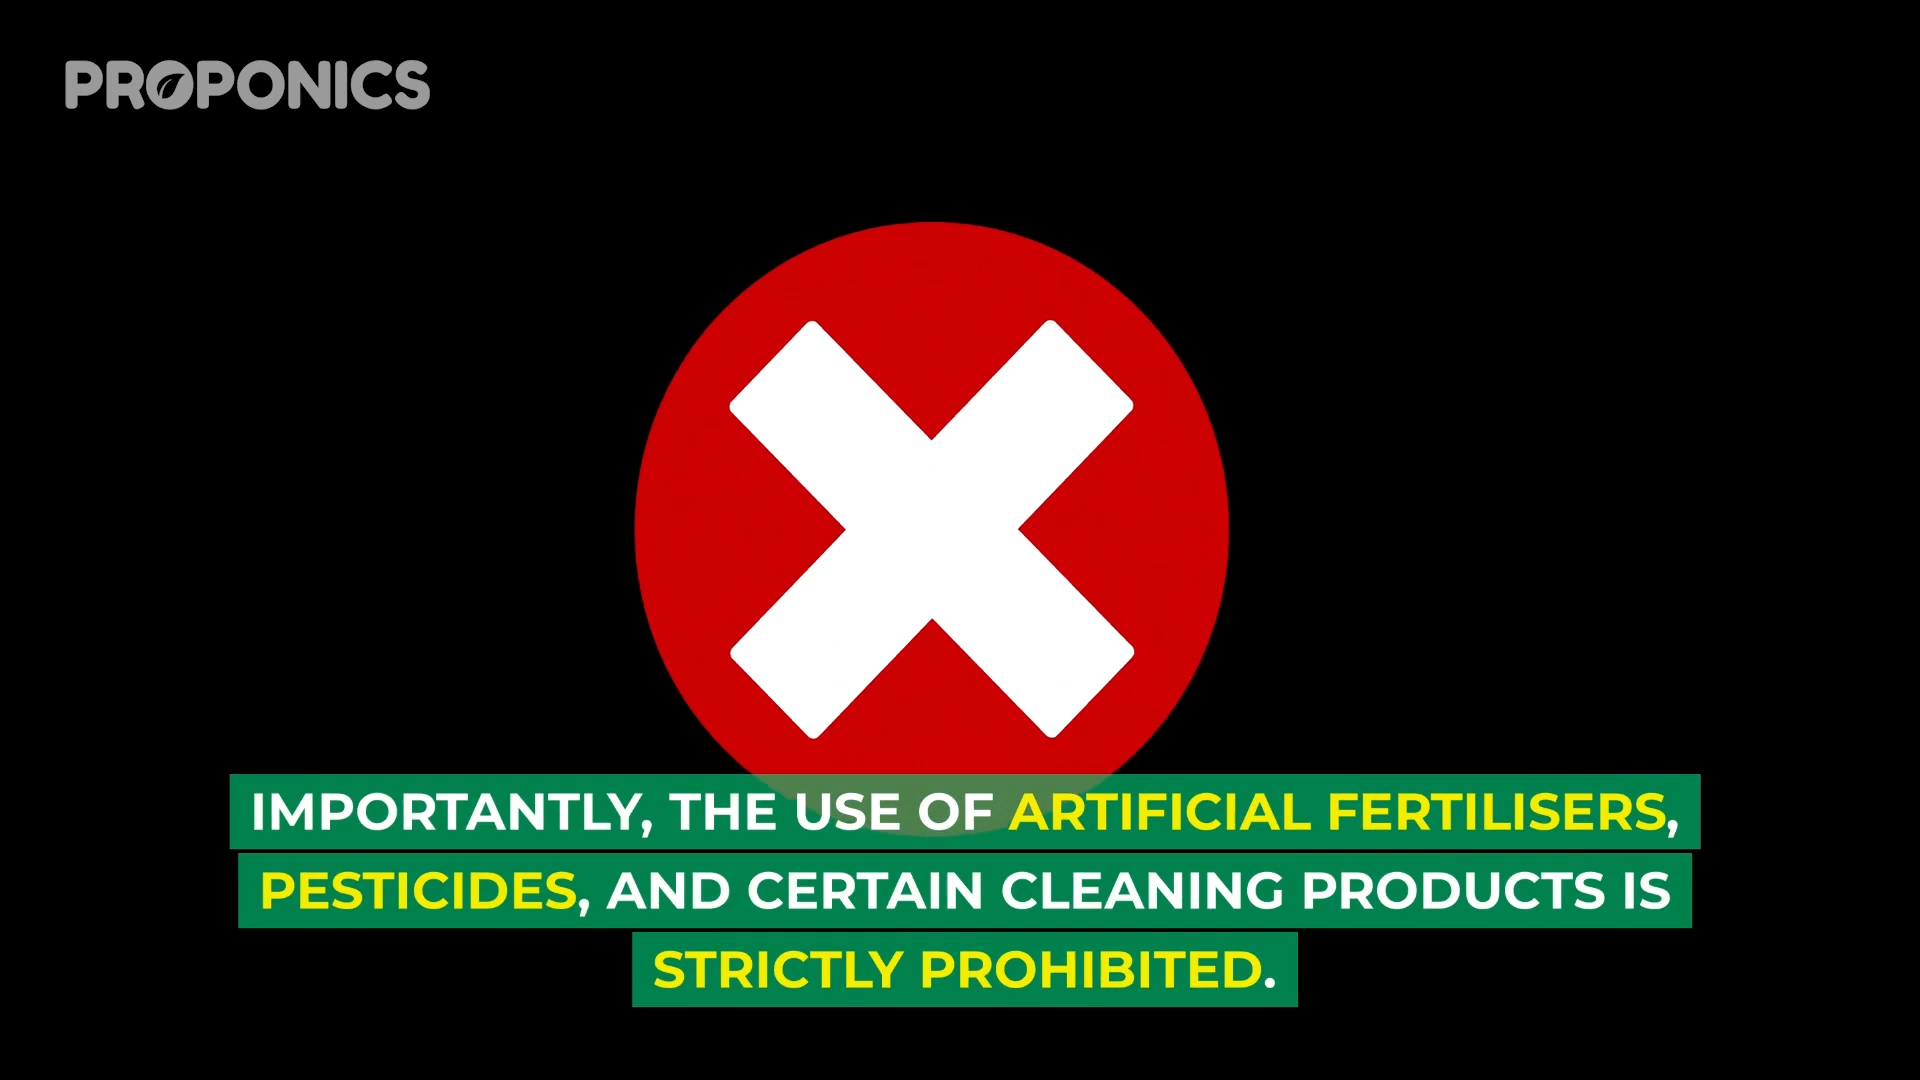 PROPONICS
IMPORTANTLY, THE USE OF ARTIFICIAL FERTILISERS,
PESTICIDES, AND CERTAIN CLEANING PRODUCTS IS
STRICTLY PROHIBITED.